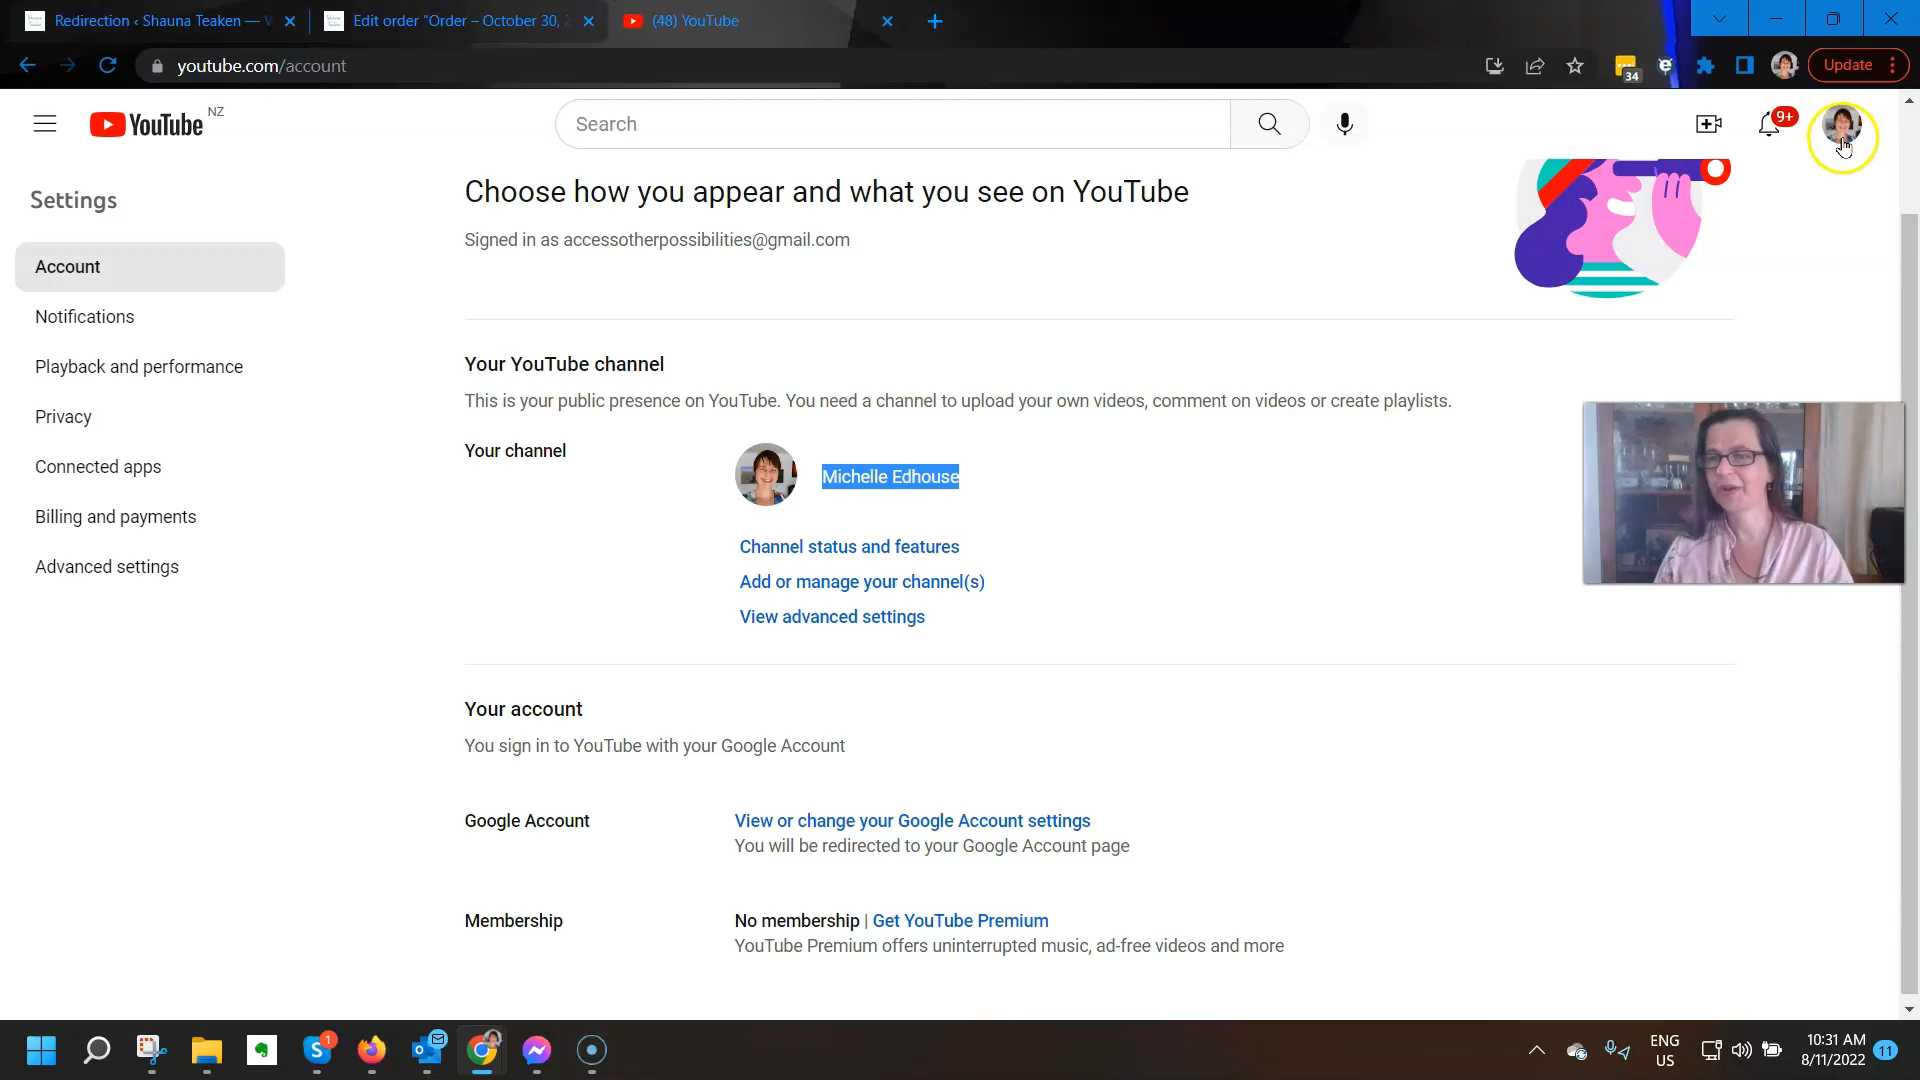 Redirection ‹ Shauna Teaken —
Edit order "Order – October 30, 2
(48) YouTube
youtube.com/account
34
Update
YouTube NZ
Search
9+
Settings
Choose how you appear and what you see on YouTube
Signed in as accessotherpossibilities@gmail.com
Account
Notifications
Playback and performance
Privacy
Connected apps
Billing and payments
Advanced settings
Your YouTube channel
This is your public presence on YouTube. You need a channel to upload your own videos, comment on videos or create playlists.
Your channel
Michelle Edhouse
Channel status and features
Add or manage your channel(s)
View advanced settings
Your account
You sign in to YouTube with your Google Account
Google Account
View or change your Google Account settings
You will be redirected to your Google Account page
Membership
No membership | Get YouTube Premium
YouTube Premium offers uninterrupted music, ad-free videos and more
1
ENG
US
10:31 AM
8/11/2022
11